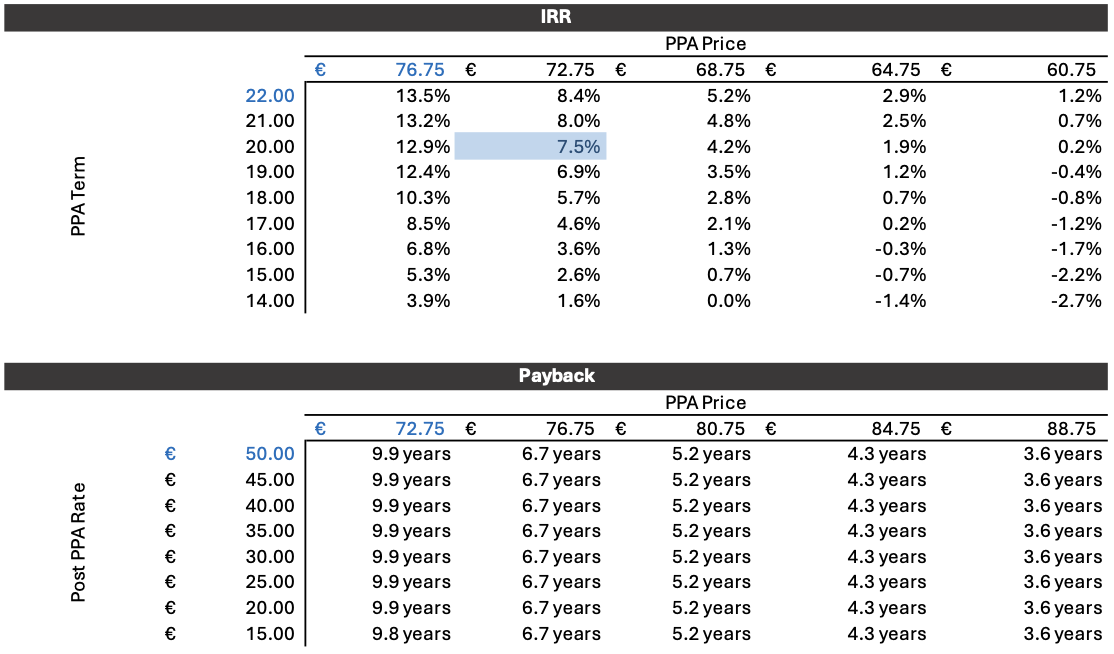 IRR
PPA Price
€ 76.75 € 72.75 € 68.75 € 64.75 € 60.75
PPA Term
22.00 13.5% 8.4% 5.2% 2.9% 1.2%
21.00 13.2% 8.0% 4.8% 2.5% 0.7%
20.00 12.9% 7.5% 4.2% 1.9% 0.2%
19.00 12.4% 6.9% 3.5% 1.2% -0.4%
18.00 10.3% 5.7% 2.8% 0.7% -0.8%
17.00 8.5% 4.6% 2.1% 0.2% -1.2%
16.00 6.8% 3.6% 1.3% -0.3% -1.7%
15.00 5.3% 2.6% 0.7% -0.7% -2.2%
14.00 3.9% 1.6% 0.0% -1.4% -2.7%
Payback
PPA Price
€ 72.75 € 76.75 € 80.75 € 84.75 € 88.75
Post PPA Rate
€ 50.00 9.9 years 6.7 years 5.2 years 4.3 years 3.6 years
€ 45.00 9.9 years 6.7 years 5.2 years 4.3 years 3.6 years
€ 40.00 9.9 years 6.7 years 5.2 years 4.3 years 3.6 years
€ 35.00 9.9 years 6.7 years 5.2 years 4.3 years 3.6 years
€ 30.00 9.9 years 6.7 years 5.2 years 4.3 years 3.6 years
€ 25.00 9.9 years 6.7 years 5.2 years 4.3 years 3.6 years
€ 20.00 9.9 years 6.7 years 5.2 years 4.3 years 3.6 years
€ 15.00 9.8 years 6.7 years 5.2 years 4.3 years 3.6 years